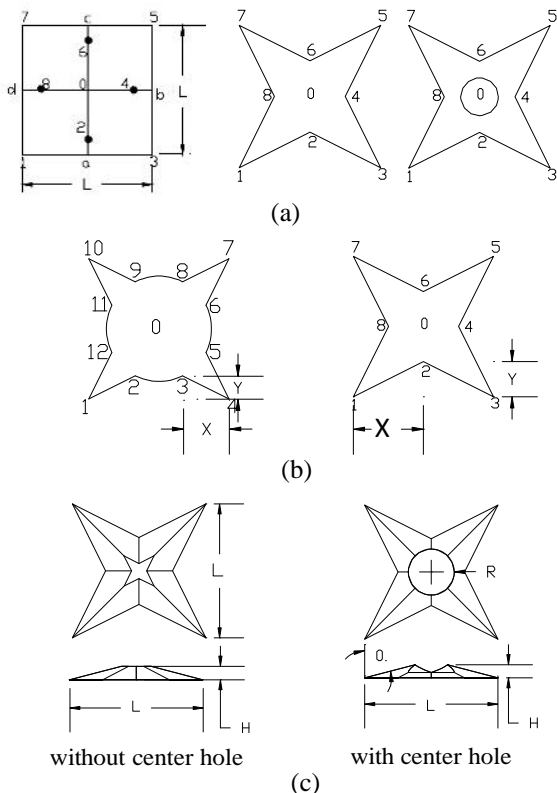 7 c 5 7 5 7 5
6 6 6
d 8 0 4 b L 8 0 4 8 0 4
2 2 2
1 a 3 1 3 1 3
L
(a)
10 7 7 5
9 8 6
11 0 6 8 0 4
12 5
1 2 3 4 Y 1 2 3 Y
X X
(b)
L R
0.
L H L H
without center hole with center hole
(c)